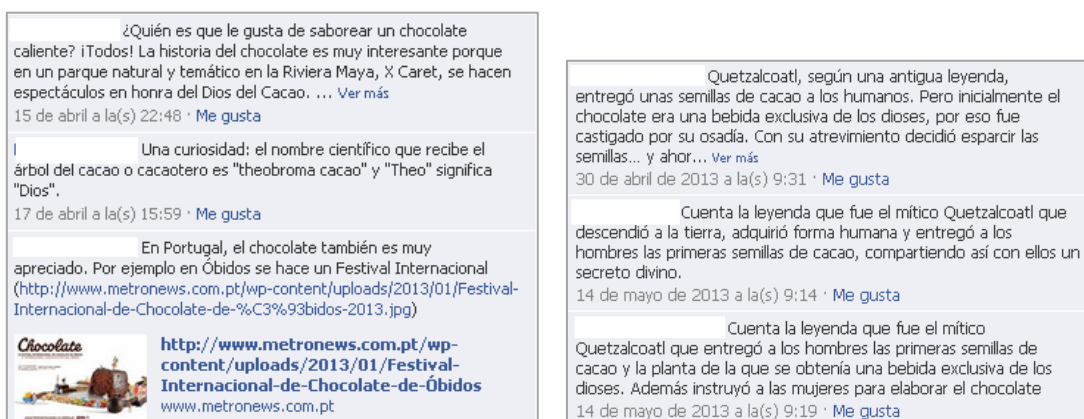 ¿Quién es que le gusta de saborear un chocolate
caliente? ¡Todos! La historia del chocolate es muy interesante porque
en un parque natural y temático en la Riviera Maya, X Caret, se hacen
espectáculos en honra del Dios del Cacao. ... Ver más
15 de abril a la(s) 22:48 · Me gusta
Una curiosidad: el nombre científico que recibe el
árbol del cacao o cacaotero es "theobroma cacao" y "Theo" significa
"Dios".
17 de abril a la(s) 15:59 · Me gusta
En Portugal, el chocolate también es muy
apreciado. Por ejemplo en Óbidos se hace un Festival Internacional
(http://www.metronews.com.pt/wp-content/uploads/2013/01/Festival-
Internacional-de-Chocolate-de-%C3%93bidos-2013.jpg)
Chocolate
http://www.metronews.com.pt/wp-
content/uploads/2013/01/Festival-
Internacional-de-Chocolate-de-Óbidos
www.metronews.com.pt
Quetzalcoatl, según una antigua leyenda,
entregó unas semillas de cacao a los humanos. Pero inicialmente el
chocolate era una bebida exclusiva de los dioses, por eso fue
castigado por su osadía. Con su atrevimiento decidió esparcir las
semillas... y ahor... Ver más
30 de abril de 2013 a la(s) 9:31 · Me gusta
Cuenta la leyenda que fue el mítico Quetzalcoatl que
descendió a la tierra, adquirió forma humana y entregó a los
hombres las primeras semillas de cacao, compartiendo así con ellos un
secreto divino.
14 de mayo de 2013 a la(s) 9:14 · Me gusta
Cuenta la leyenda que fue el mítico
Quetzalcoatl que entregó a los hombres las primeras semillas de
cacao y la planta de la que se obtenía una bebida exclusiva de los
dioses. Además instruyó a las mujeres para elaborar el chocolate
14 de mayo de 2013 a la(s) 9:19 · Me gusta